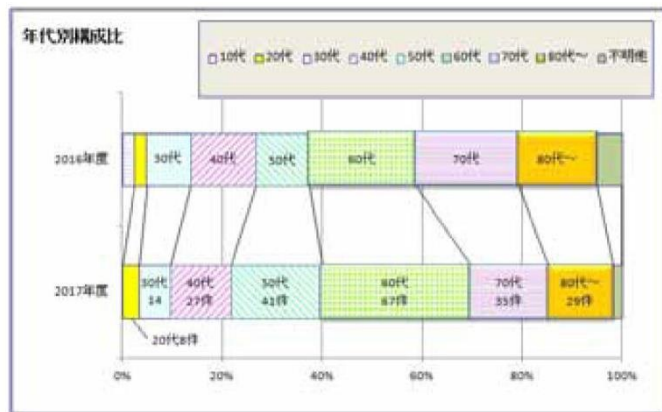 年代別構成比
10代 20代 30代 40代 50代 60代 70代 80代～ 不明他
2016年度
30代 40代 50代 60代 70代 80代～
2017年度
30代 40代 50代 60代 70代 80代～
14 27件 41件 67件 35件 29件
20代8件
0% 20% 40% 60% 80% 100%